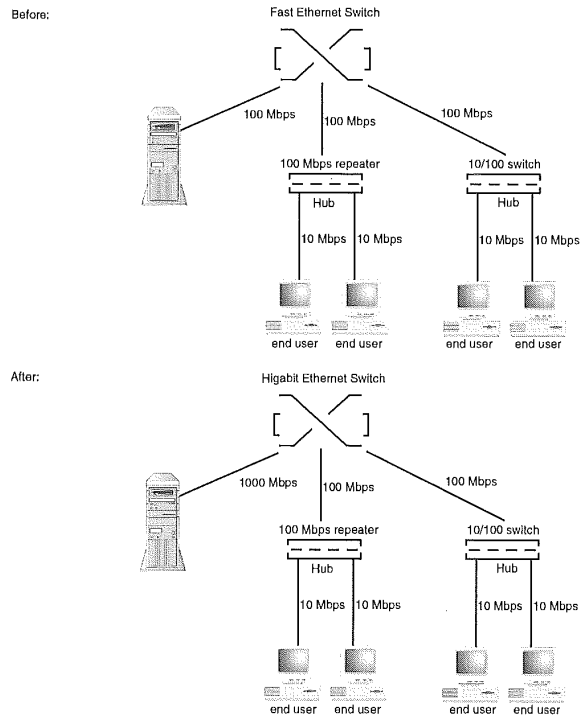 Before:
Fast Ethernet Switch
100 Mbps
100 Mbps
100 Mbps
100 Mbps repeater
10/100 switch
Hub
Hub
10 Mbps
10 Mbps
10 Mbps
10 Mbps
end user
end user
end user
end user
After:
Higabit Ethernet Switch
1000 Mbps
100 Mbps
100 Mbps
100 Mbps repeater
10/100 switch
Hub
Hub
10 Mbps
10 Mbps
10 Mbps
10 Mbps
end user
end user
end user
end user